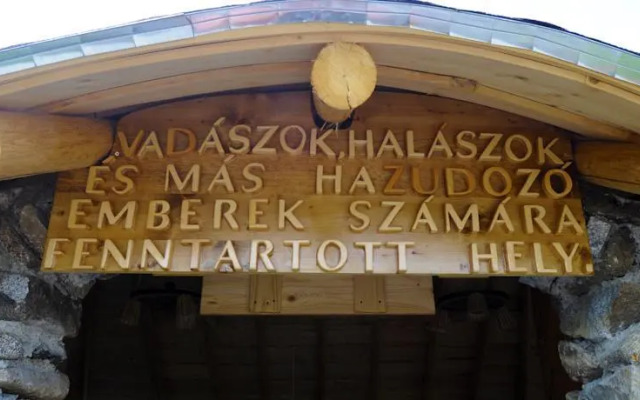 VADÁSZOK, HALÁSZOK,
ÉS MÁS HAZUDOZÓ
EMBEREK SZÁMÁRA
FENNTARTOTT HELY.